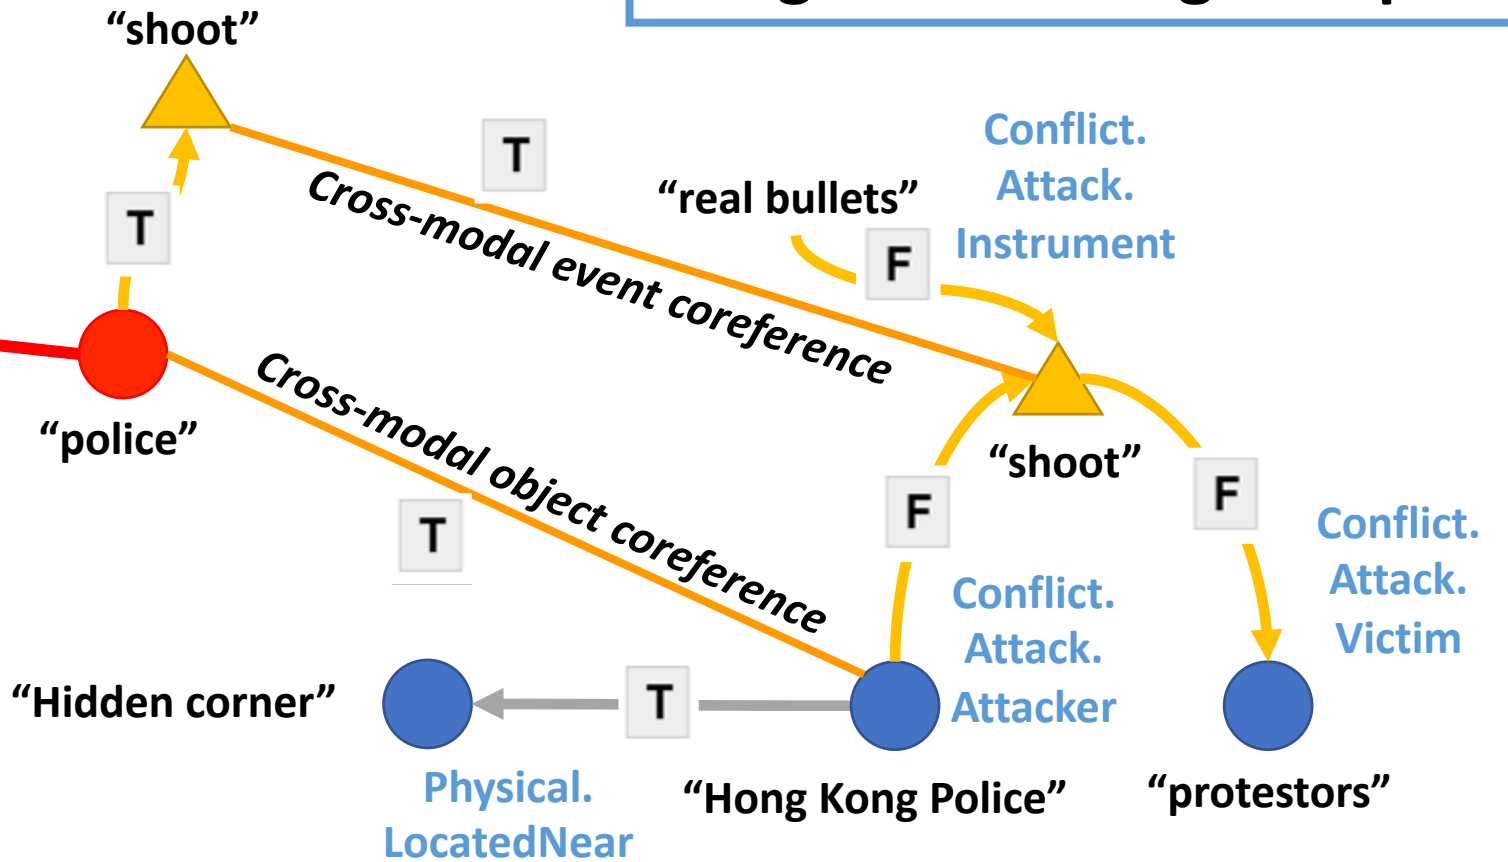 “shoot”
T
Conflict.
Attack.
Instrument
“real bullets”
T
F
Cross-modal event coreference
“police”
Cross-modal object coreference
“shoot”
F
F
Conflict.
Attack.
Victim
T
Conflict.
Attack.
Attacker
“Hidden corner”
T
Physical.
LocatedNear
“Hong Kong Police”
“protestors”